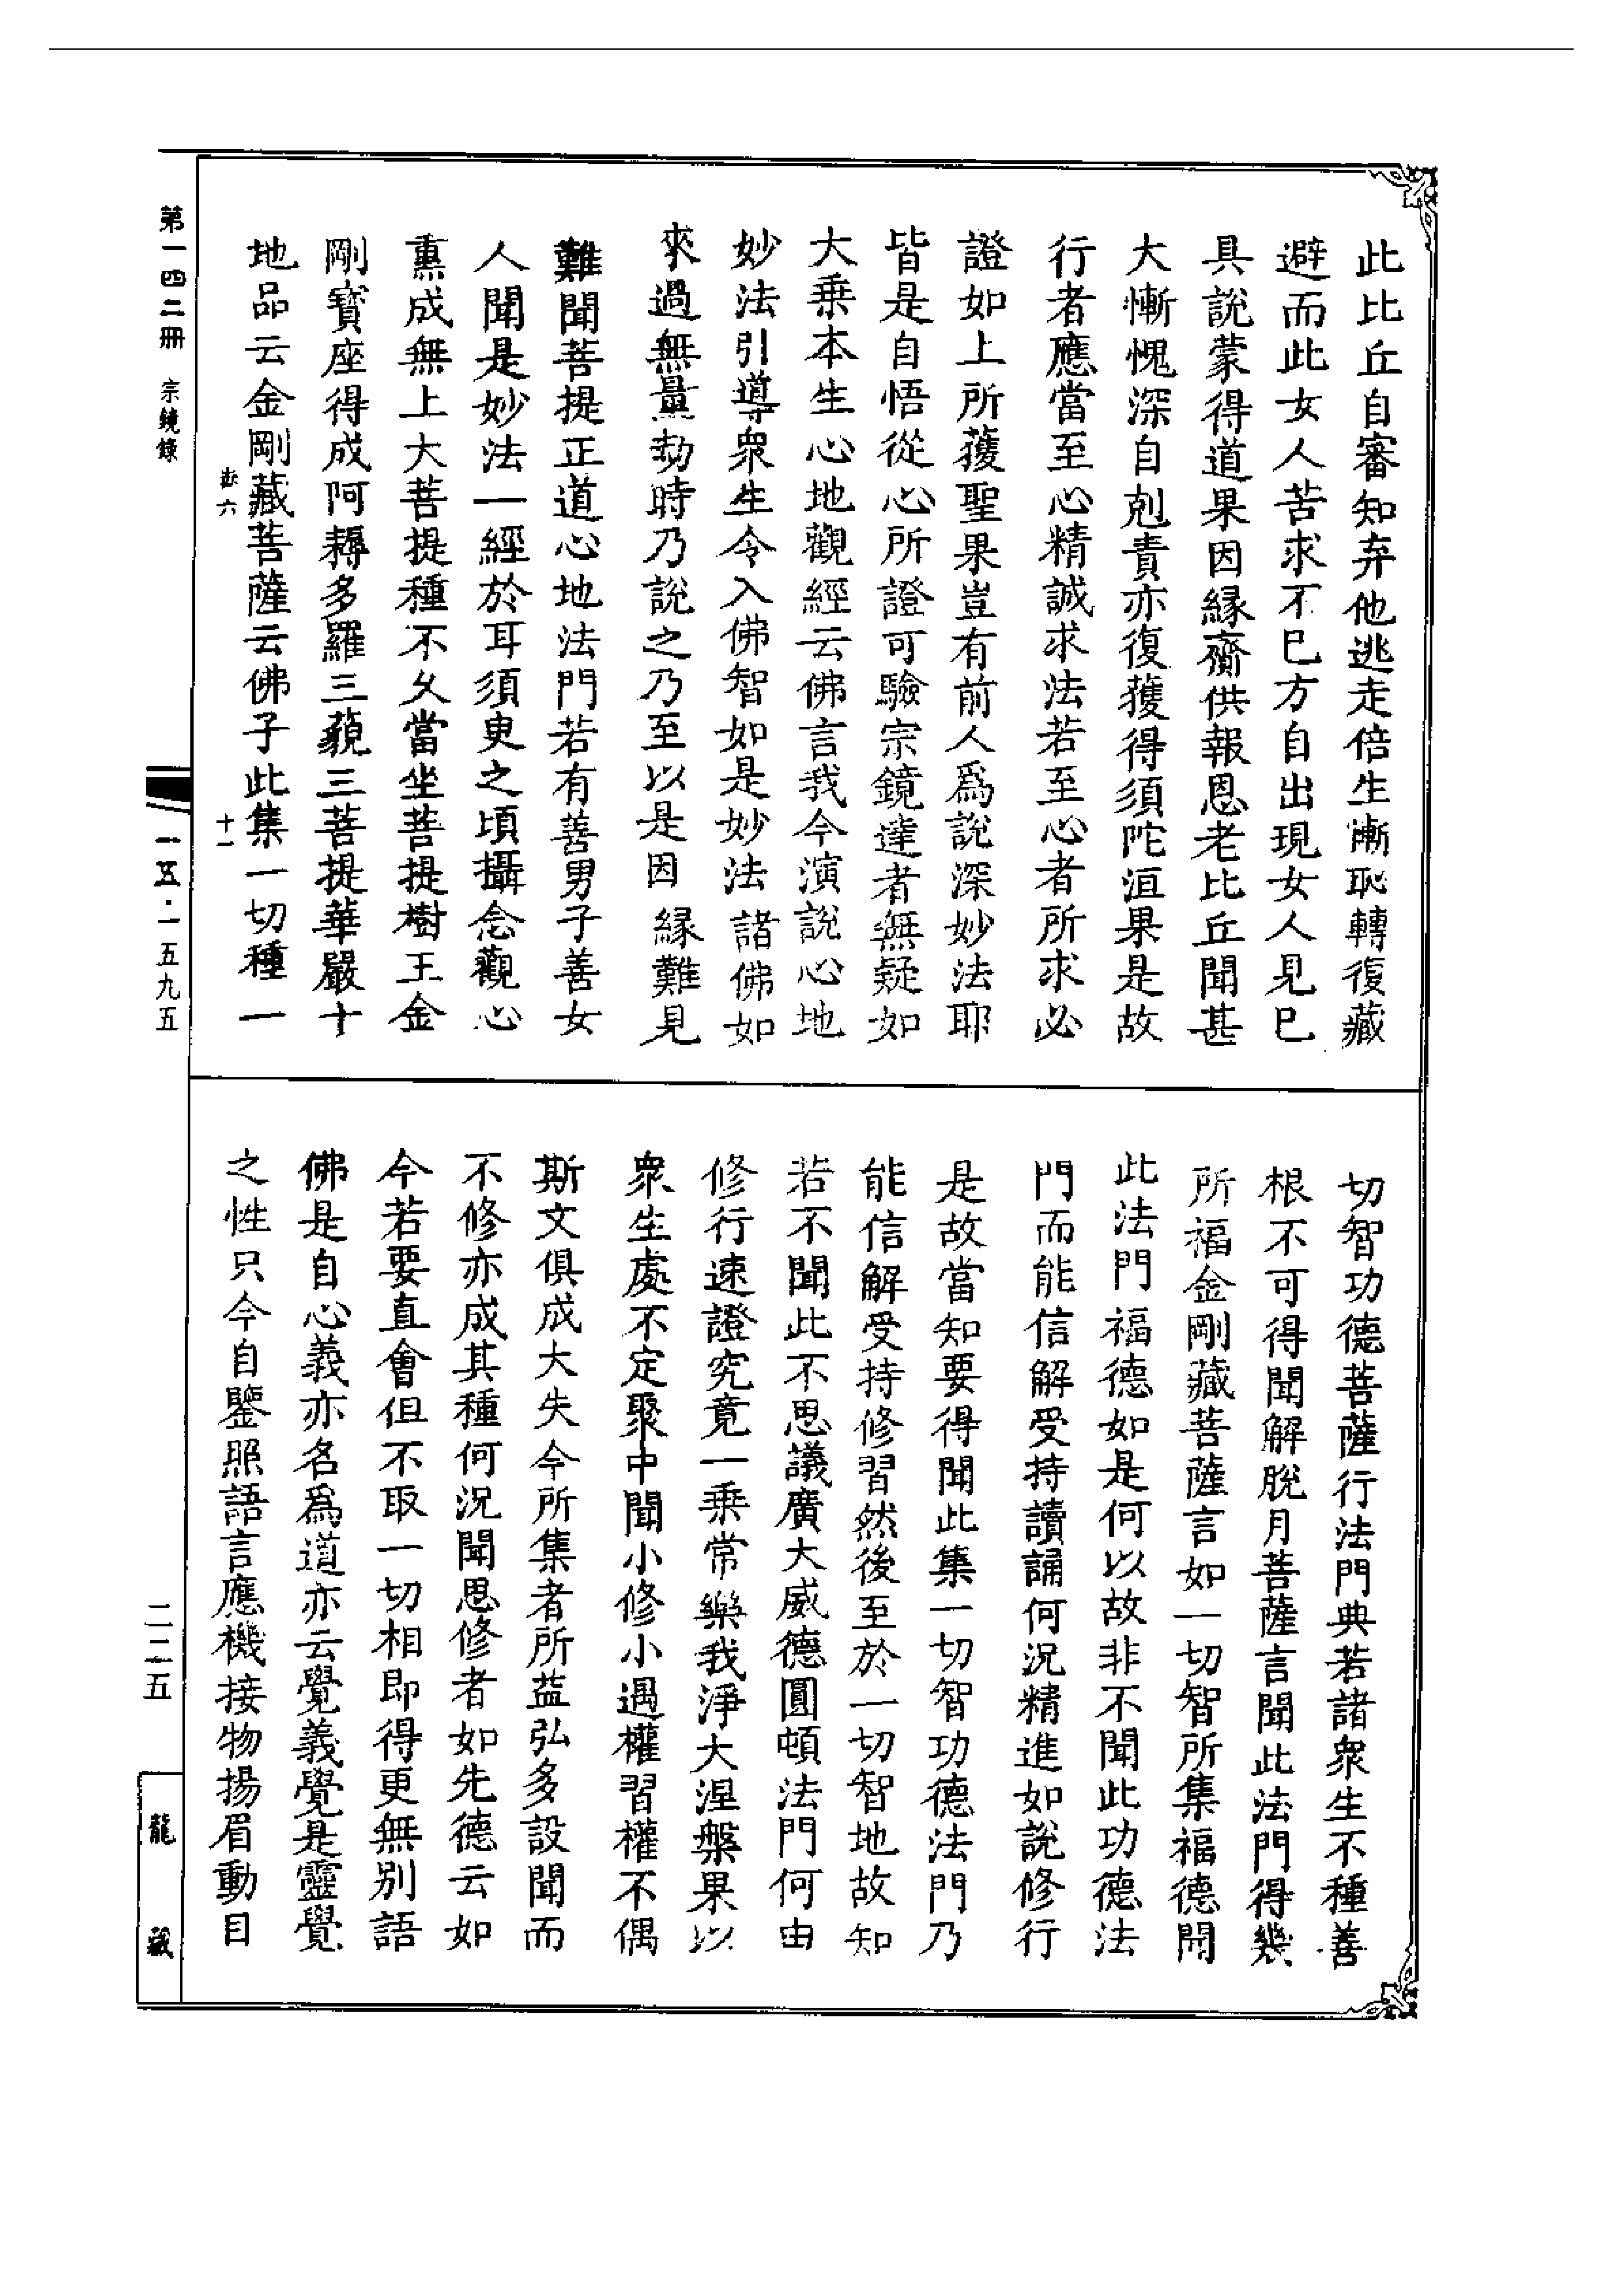 此比丘自審知弃他逃走倍生慚恥轉復藏
避而此女人苦求不已方自出現女人見已
具說蒙得道果因緣齎供報恩老比丘聞甚
大慚愧深自剋責亦復獲得須陀洹果是故
行者應當至心精誠求法若至心者所求必
證如上所獲聖果豈有前人爲說深妙法耶
皆是自悟從心所證可驗宗鏡達者無疑如
大乘本生心地觀經云佛言我今演說心地
妙法引導衆生令入佛智如是妙法諸佛如
來過無量劫時乃說之乃至以是因緣難見
難聞菩提正道心地法門若有善男子善女
人聞是妙法一經於耳須臾之頃攝念觀心
熏成無上大菩提種不久當坐菩提樹王金
剛寶座得成阿耨多羅三藐三菩提華嚴十
地品云金剛藏菩薩云佛子此集一切種一
切智功德菩薩行法門典若諸衆生不種善
根不可得聞解脫月菩薩言聞此法門得幾
所福金剛藏菩薩言如一切智所集福德聞
此法門福德如是何以故非不聞此功德法
門而能信解受持讀誦何況精進如說修行
是故當知要得聞此集一切智功德法門乃
能信解受持修習然後至於一切智地故知
若不聞此不思議廣大威德圓頓法門何由
修行速證究竟一乘常樂我淨大涅槃果以
衆生處不定聚中聞小修小遇權習權不偶
斯文俱成大失今所集者所益弘多設聞而
不修亦成其種何況聞思修者如先德云如
今若要直會但不取一切相即得更無別語
佛是自心義亦名爲道亦云覺義覺是靈覺
之性只今自鑒照語言應機接物揚眉動目
第一四二册 宗鏡錄
六
十一
一五·一五九五
二二五
龍藏